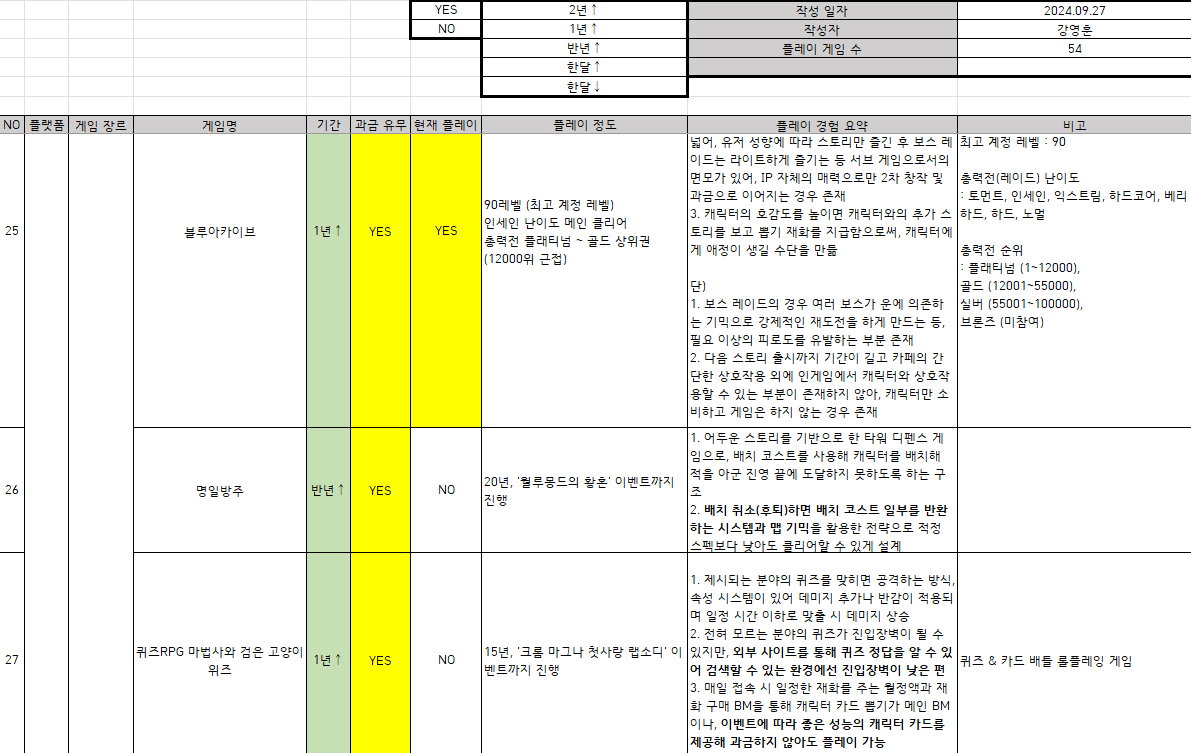 YES 2년 ↑ 작성 일자 2024.09.27
NO 1년 ↑ 작성자 강영훈
반년 ↑ 플레이 게임 수 54
한달 ↑
한달 ↓
NO 플랫폼 게임 장르 게임명 기간 과금 유무 현재 플레이 플레이 정도 플레이 경험 요약 비고
25
블루아카이브
1년 ↑
YES
YES
90레벨 (최고 계정 레벨)
인세인 난이도 메인 클리어
총력전 플래티넘 ~ 골드 상위권
(12000위 근접)
넓어, 유저 성향에 따라 스토리만 즐긴 후 보스 레
이드는 라이트하게 즐기는 등 서브 게임으로서의
면모가 있어, IP 자체의 매력으로만 2차 창작 및
과금으로 이어지는 경우 존재
3. 캐릭터의 호감도를 높이면 캐릭터와의 추가 스
토리를 보고 뽑기 재화를 지급함으로써, 캐릭터에
게 애정이 생길 수단을 만듦
단)
1. 보스 레이드의 경우 여러 보스가 운에 의존하
는 기믹으로 강제적인 재도전을 하게 만드는 등,
필요 이상의 피로도를 유발하는 부분 존재
2. 다음 스토리 출시까지 기간이 길고 카페의 간
단한 상호작용 외에 인게임에서 캐릭터와 상호작
용할 수 있는 부분이 존재하지 않아, 캐릭터만 소
비하고 게임은 하지 않는 경우 존재
최고 계정 레벨 : 90
총력전(레이드) 난이도
: 토먼트, 인세인, 익스트림, 하드코어, 베리
하드, 하드, 노멀
총력전 순위
: 플래티넘 (1~12000),
골드 (12001~55000),
실버 (55001~100000),
브론즈 (미참여)
26
명일방주
반년 ↑
YES
NO
20년, '월루몽드의 황혼' 이벤트까지
진행
1. 어두운 스토리를 기반으로 한 타워 디펜스 게
임으로, 배치 코스트를 사용해 캐릭터를 배치해
적을 아군 진영 끝에 도달하지 못하도록 하는 구
조
2. 배치 취소(후퇴)하면 배치 코스트 일부를 반환
하는 시스템과 맵 기믹을 활용한 전략으로 적정
스펙보다 낮아도 클리어할 수 있게 설계
27
퀴즈RPG 마법사와 검은 고양이
위즈
1년 ↑
YES
NO
15년, '크롬 마그나 첫사랑 랩소디' 이
벤트까지 진행
1. 제시되는 분야의 퀴즈를 맞히면 공격하는 방식,
속성 시스템이 있어 데미지 추가나 반감이 적용되
며 일정 시간 이하로 맞출 시 데미지 상승
2. 전혀 모르는 분야의 퀴즈가 진입장벽이 될 수
있지만, 외부 사이트를 통해 퀴즈 정답을 알 수 있
어 검색할 수 있는 환경에선 진입장벽이 낮은 편
3. 매일 접속 시 일정한 재화를 주는 월정액과 재
화 구매 BM을 통해 캐릭터 카드 뽑기가 메인 BM
이나, 이벤트에 따라 좋은 성능의 캐릭터 카드를
제공해 과금하지 않아도 플레이 가능
퀴즈 & 카드 배틀 롤플레잉 게임